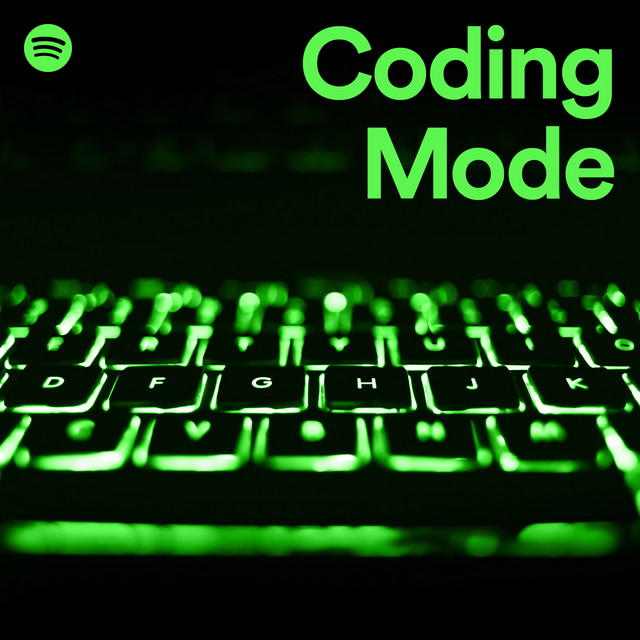 Coding
Mode
E R T Y U I O
D F G H J K
C V B N M